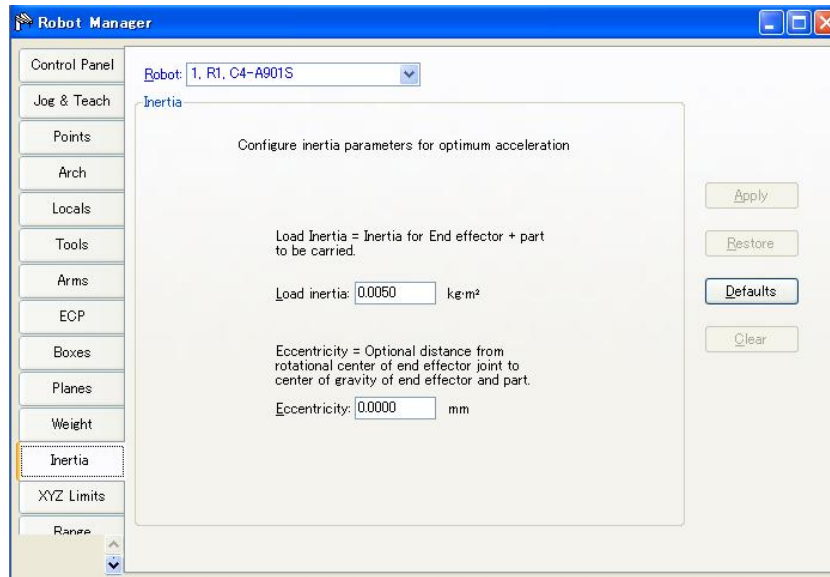 Robot Manager
Control Panel
Jog & Teach
Points
Arch
Locals
Tools
Arms
ECP
Boxes
Planes
Weight
Inertia
XYZ Limits
Range
Robot: 1, R1, C4-A901S
Inertia
Configure inertia parameters for optimum acceleration
Load Inertia = Inertia for End effector + part
to be carried.
Load inertia: 0.0050 kg·m²
Eccentricity = Optional distance from
rotational center of end effector joint to
center of gravity of end effector and part.
Eccentricity: 0.0000 mm
Apply
Restore
Defaults
Clear